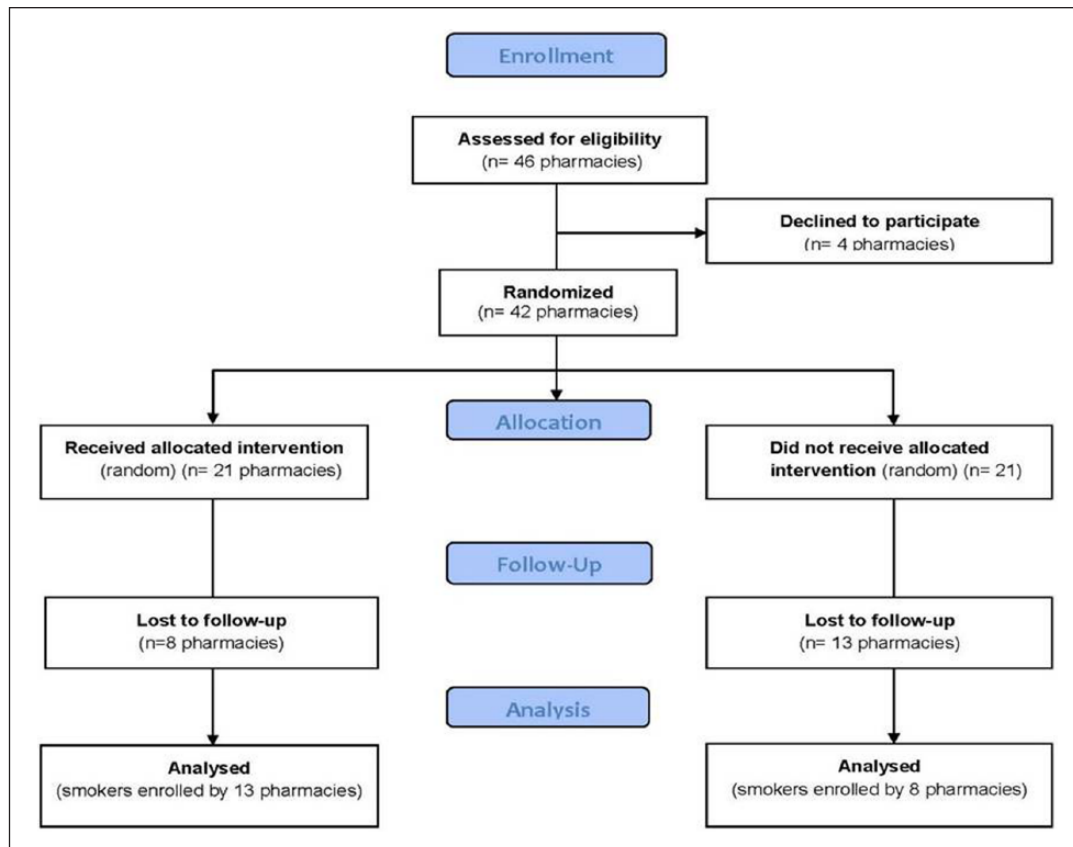 Enrollment
Assessed for eligibility
(n= 46 pharmacies)
Declined to participate
(n= 4 pharmacies)
Randomized
(n= 42 pharmacies)
Allocation
Received allocated intervention
(random) (n= 21 pharmacies)
Did not receive allocated
intervention (random) (n= 21)
Follow-Up
Lost to follow-up
(n=8 pharmacies)
Lost to follow-up
(n= 13 pharmacies)
Analysis
Analysed
(smokers enrolled by 13 pharmacies)
Analysed
(smokers enrolled by 8 pharmacies)